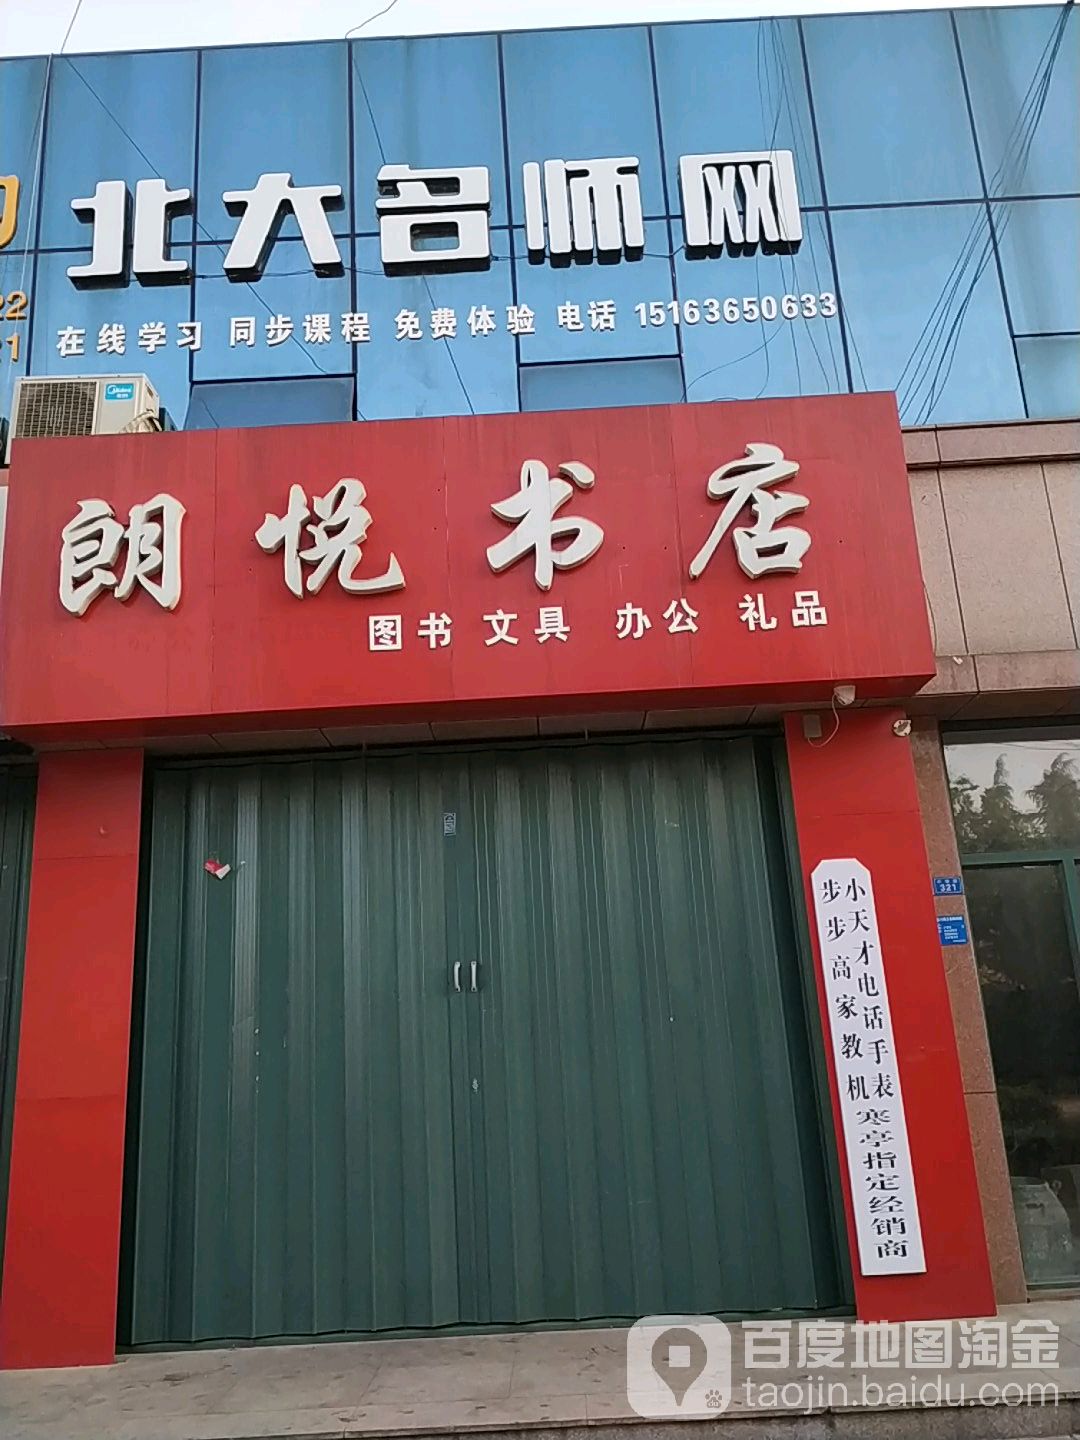 北大名师网
22
21
在线学习 同步课程 免费体验 电话 15163650633
Midea
朗悦书店
图书 文具 办公 礼品
小天才电话手表
步步高家教机
寒亭指定经销商
321
百度地图淘金
taojin.baidu.com